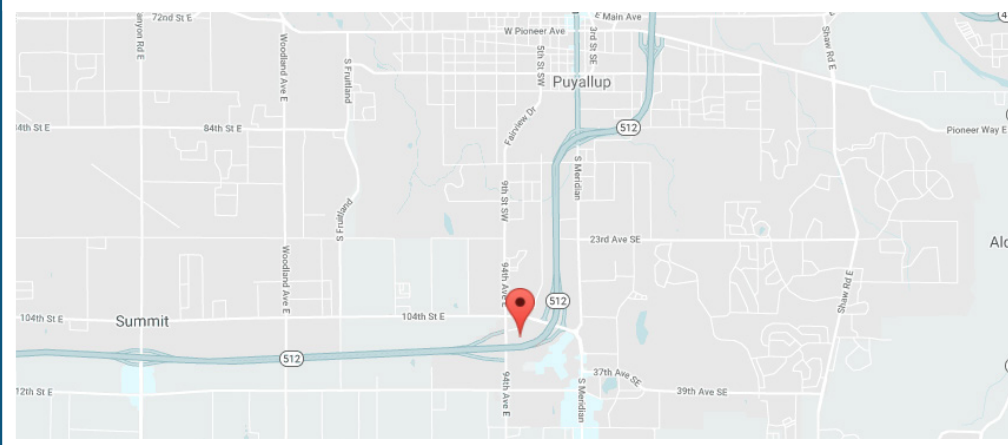 72nd St E
E Main Ave
W Pioneer Ave
Canyon Rd E
Woodland Ave E
S Fruitland
5th St SW
3rd St SE
Shaw Rd E
Puyallup
84th St E
84th St E
Fairview Dr
512
Pioneer Way E
S Meridian
9th St SW
S Fruitland
23rd Ave SE
Woodland Ave E
94th Ave E
Shaw Rd E
512
104th St E
Summit
104th St E
512
37th Ave SE
12th St E
94th Ave E
S Meridian
39th Ave SE